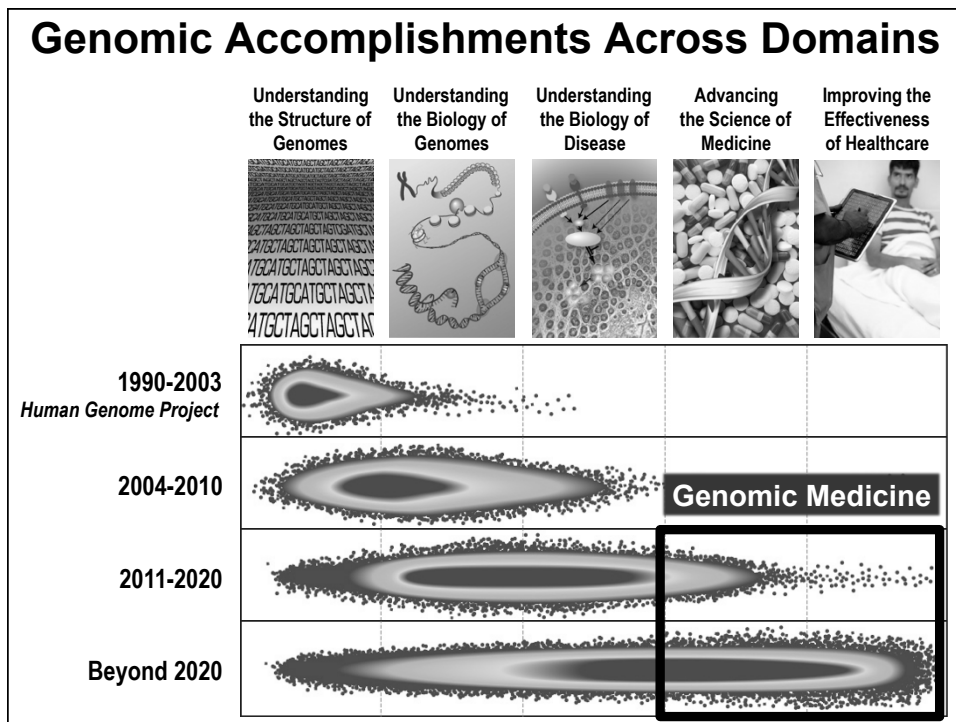 Genomic Accomplishments Across Domains
Understanding
the Structure of
Genomes
Understanding
the Biology of
Genomes
Understanding
the Biology of
Disease
Advancing
the Science of
Medicine
Improving the
Effectiveness
of Healthcare
1990-2003
Human Genome Project
2004-2010
Genomic Medicine
2011-2020
Beyond 2020